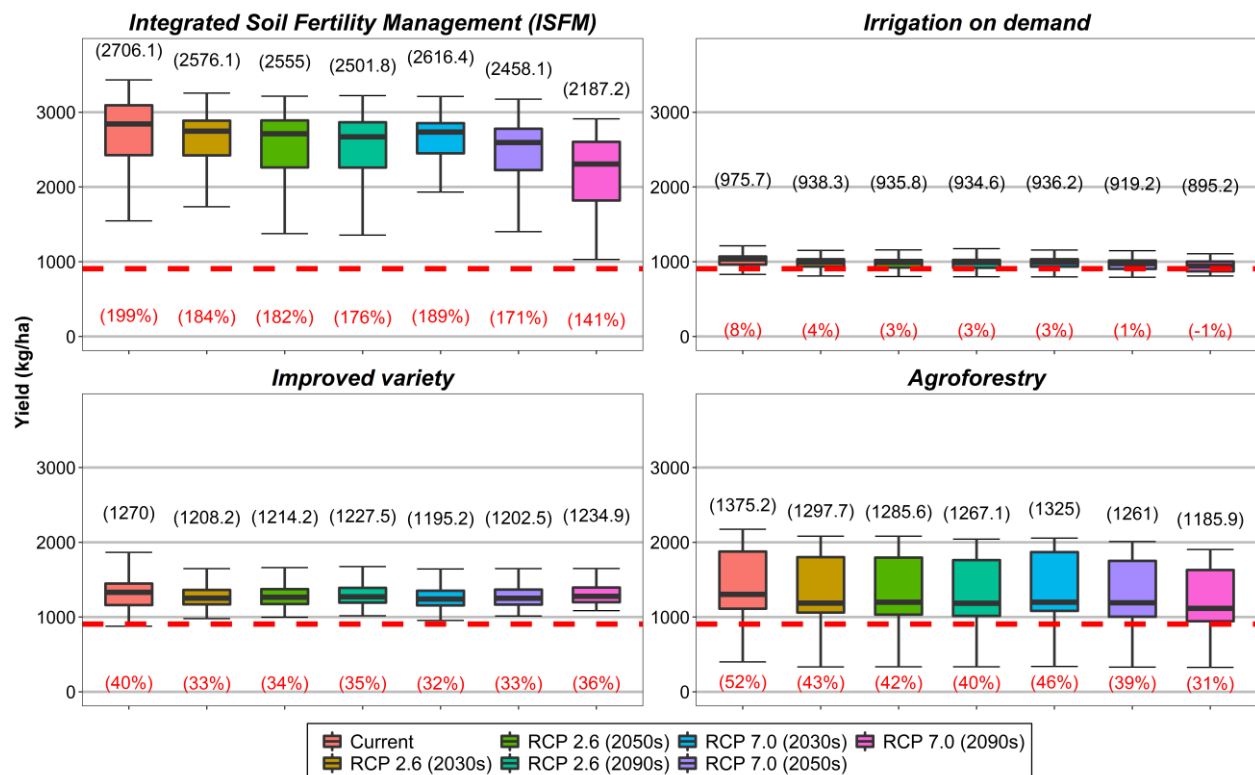 Integrated Soil Fertility Management (ISFM)
(2706.1) (2576.1) (2555) (2501.8) (2616.4) (2458.1) (2187.2)
3000
2000
1000
0
(199%) (184%) (182%) (176%) (189%) (171%) (141%)
Irrigation on demand
(975.7) (938.3) (935.8) (934.6) (936.2) (919.2) (895.2)
3000
2000
1000
0
(8%) (4%) (3%) (3%) (3%) (1%) (-1%)
Yield (kg/ha)
Improved variety
(1270) (1208.2) (1214.2) (1227.5) (1195.2) (1202.5) (1234.9)
3000
2000
1000
0
(40%) (33%) (34%) (35%) (32%) (33%) (36%)
Agroforestry
(1375.2) (1297.7) (1285.6) (1267.1) (1325) (1261) (1185.9)
3000
2000
1000
0
(52%) (43%) (42%) (40%) (46%) (39%) (31%)
Current RCP 2.6 (2050s) RCP 7.0 (2030s) RCP 7.0 (2090s)
RCP 2.6 (2030s) RCP 2.6 (2090s) RCP 7.0 (2050s)